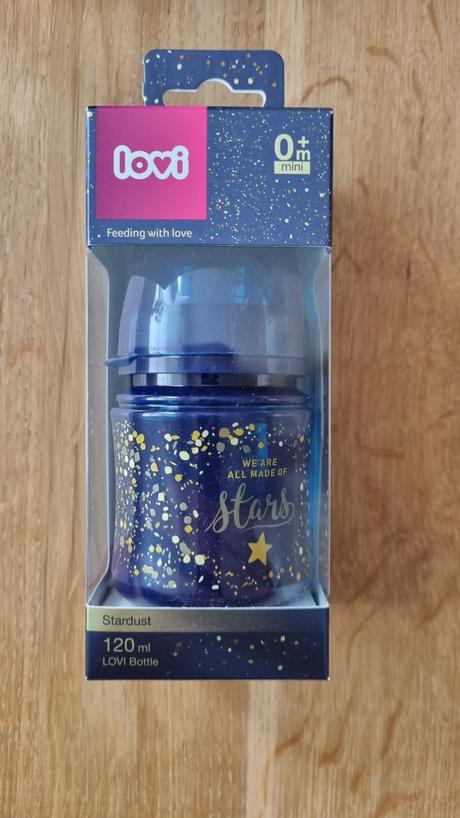 lovi
0+m
mini
Feeding with love
WE ARE
ALL MADE OF
stars
Stardust
120 ml
LOVI Bottle